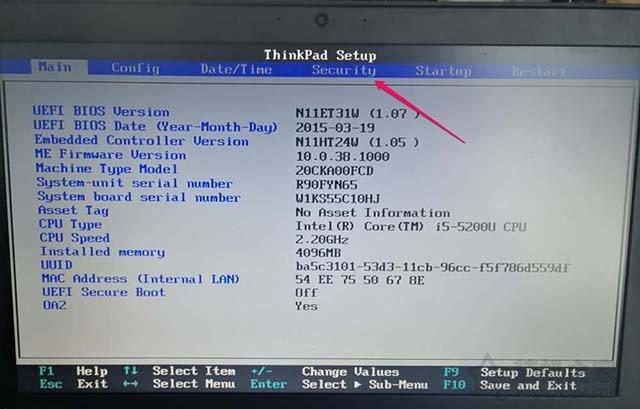 ThinkPad Setup
Main Config Date/Time Security Startup Restart
UEFI BIOS Version N11ET31W (1.07 )
UEFI BIOS Date (Year-Month-Day) 2015-03-19
Embedded Controller Version N11HT24W (1.05 )
ME Firmware Version 10.0.38.1000
Machine Type Model 20CKA00FCD
System-unit serial number R90FYN65
System board serial number W1KS55C10HJ
Asset Tag No Asset Information
CPU Type Intel(R) Core(TM) i5-5200U CPU
CPU Speed 2.20GHz
Installed memory 4096MB
UUID ba5c3101-53d3-11cb-96cc-f5f786d559df
MAC Address (Internal LAN) 54 EE 75 50 67 8E
UEFI Secure Boot Off
OA2 Yes
F1 Help ↑↓ Select Item +/- Change Values F9 Setup Defaults
Esc Exit ↔ Select Menu Enter Select ▶ Sub-Menu F10 Save and Exit